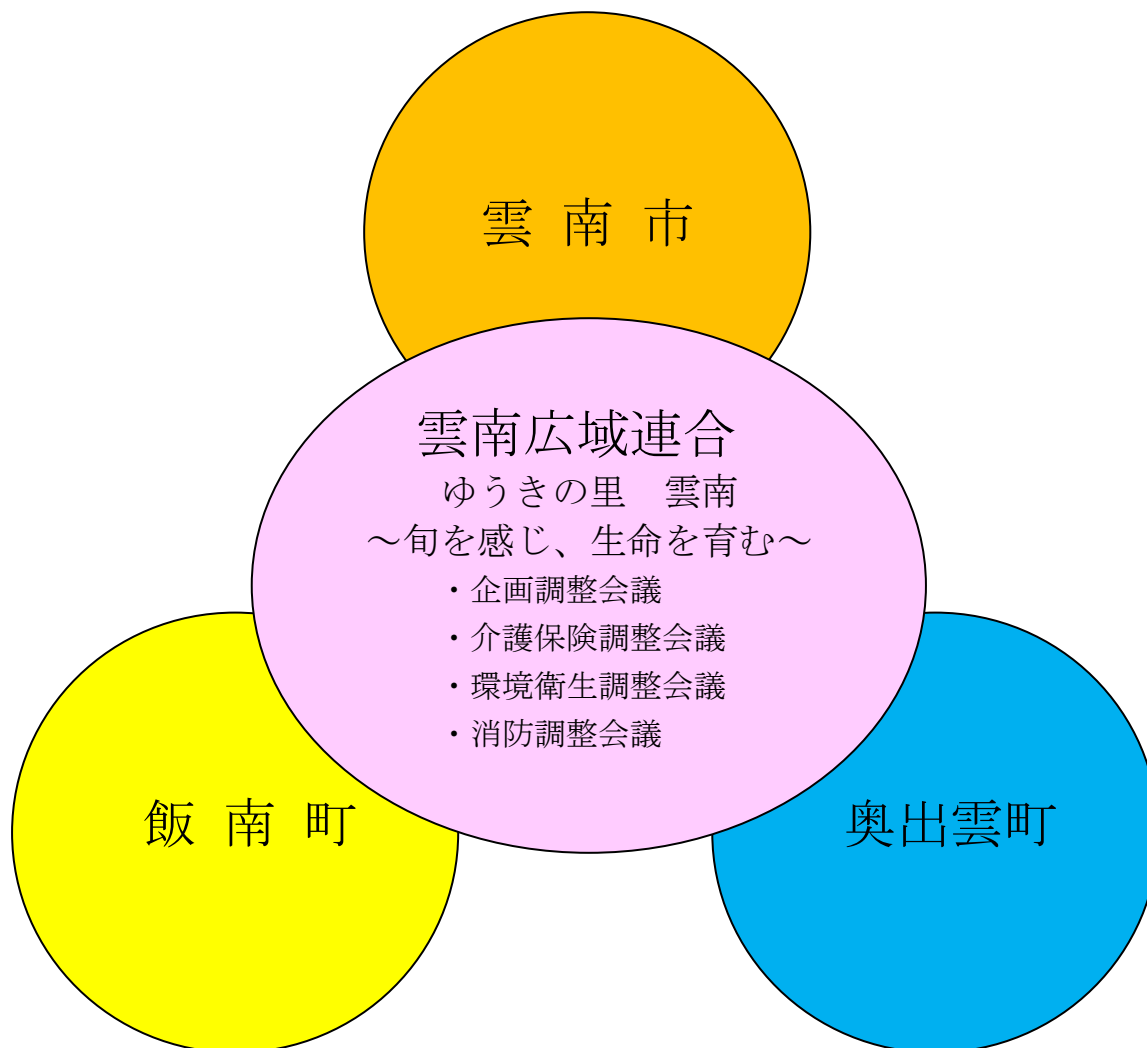 雲 南 市
雲南広域連合
ゆうきの里　雲南
～旬を感じ、生命を育む～
・企画調整会議
・介護保険調整会議
・環境衛生調整会議
・消防調整会議
飯 南 町
奥出雲町